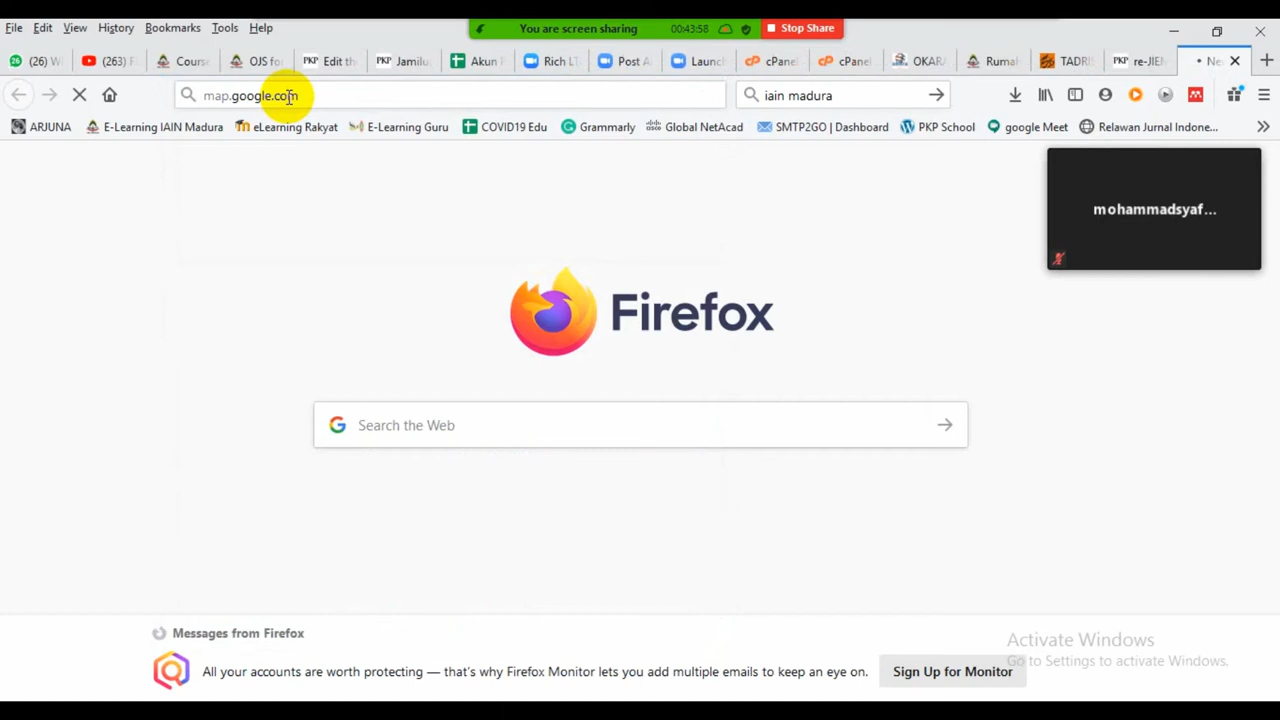 File Edit View History Bookmarks Tools Help
You are screen sharing 00:43:58 Stop Share
(26) W (263) F Course OJS fo Edit th Jamilu Akun Rich LT Post A Launc cPanel cPane OKARA Rumah TADRI re-JIEM Ne
map.google.com
iain madura
ARJUNA E-Learning IAIN Madura eLearning Rakyat E-Learning Guru COVID19 Edu Grammarly Global NetAcad SMTP2GO | Dashboard PKP School google Meet Relawan Jurnal Indone...
mohammadsyaf...
Firefox
Search the Web
Messages from Firefox
All your accounts are worth protecting — that's why Firefox Monitor lets you add multiple emails to keep an eye on.
Sign Up for Monitor
Activate Windows
Go to Settings to activate Windows.